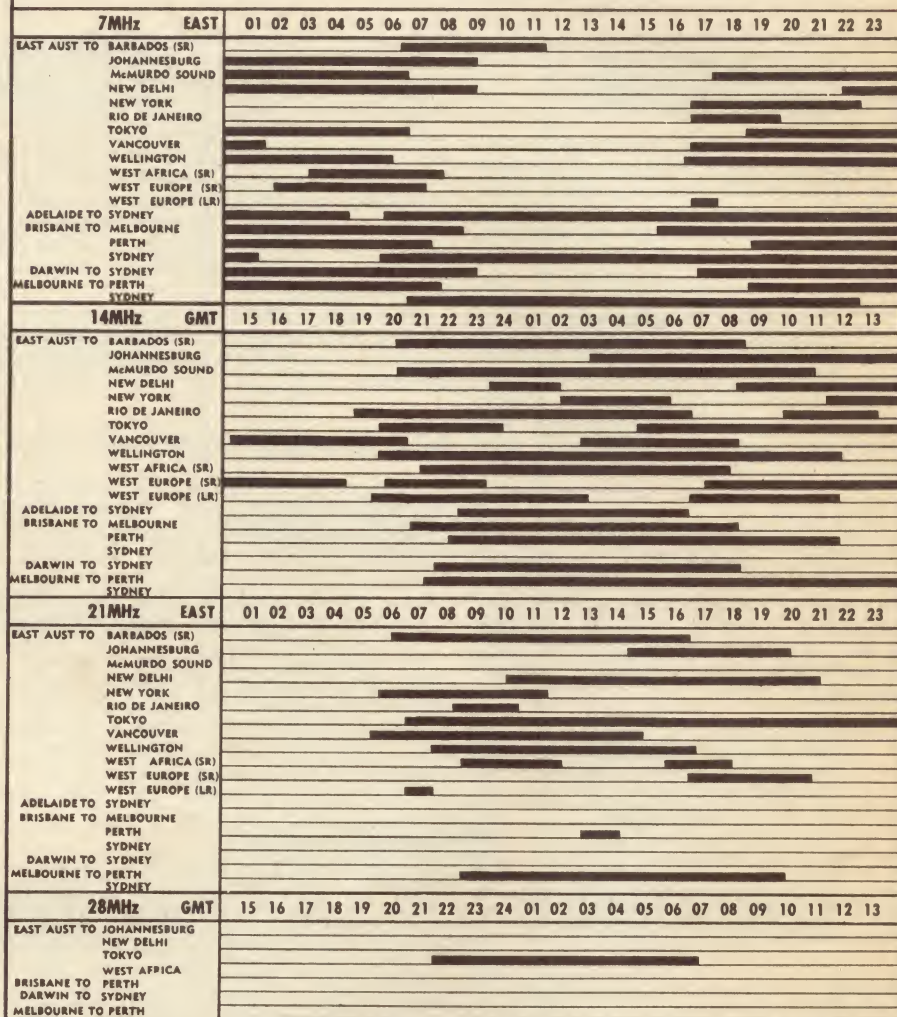 7MHz EAST 01 02 03 04 05 06 07 08 09 10 11 12 13 14 15 16 17 18 19 20 21 22 23
EAST AUST TO BARBADOS (SR)
JOHANNESBURG
McMURDO SOUND
NEW DELHI
NEW YORK
RIO DE JANEIRO
TOKYO
VANCOUVER
WELLINGTON
WEST AFRICA (SR)
WEST EUROPE (SR)
WEST EUROPE (LR)
ADELAIDE TO SYDNEY
BRISBANE TO MELBOURNE
PERTH
SYDNEY
DARWIN TO SYDNEY
MELBOURNE TO PERTH
SYDNEY
14MHz GMT 15 16 17 18 19 20 21 22 23 24 01 02 03 04 05 06 07 08 09 10 11 12 13
EAST AUST TO BARBADOS (SR)
JOHANNESBURG
McMURDO SOUND
NEW DELHI
NEW YORK
RIO DE JANEIRO
TOKYO
VANCOUVER
WELLINGTON
WEST AFRICA (SR)
WEST EUROPE (SR)
WEST EUROPE (LR)
ADELAIDE TO SYDNEY
BRISBANE TO MELBOURNE
PERTH
SYDNEY
DARWIN TO SYDNEY
MELBOURNE TO PERTH
SYDNEY
21MHz EAST 01 02 03 04 05 06 07 08 09 10 11 12 13 14 15 16 17 18 19 20 21 22 23
EAST AUST TO BARBADOS (SR)
JOHANNESBURG
McMURDO SOUND
NEW DELHI
NEW YORK
RIO DE JANEIRO
TOKYO
VANCOUVER
WELLINGTON
WEST AFRICA (SR)
WEST EUROPE (SR)
WEST EUROPE (LR)
ADELAIDE TO SYDNEY
BRISBANE TO MELBOURNE
PERTH
SYDNEY
DARWIN TO SYDNEY
MELBOURNE TO PERTH
SYDNEY
28MHz GMT 15 16 17 18 19 20 21 22 23 24 01 02 03 04 05 06 07 08 09 10 11 12 13
EAST AUST TO JOHANNESBURG
NEW DELHI
TOKYO
WEST AFRICA
BRISBANE TO PERTH
DARWIN TO SYDNEY
MELBOURNE TO PERTH